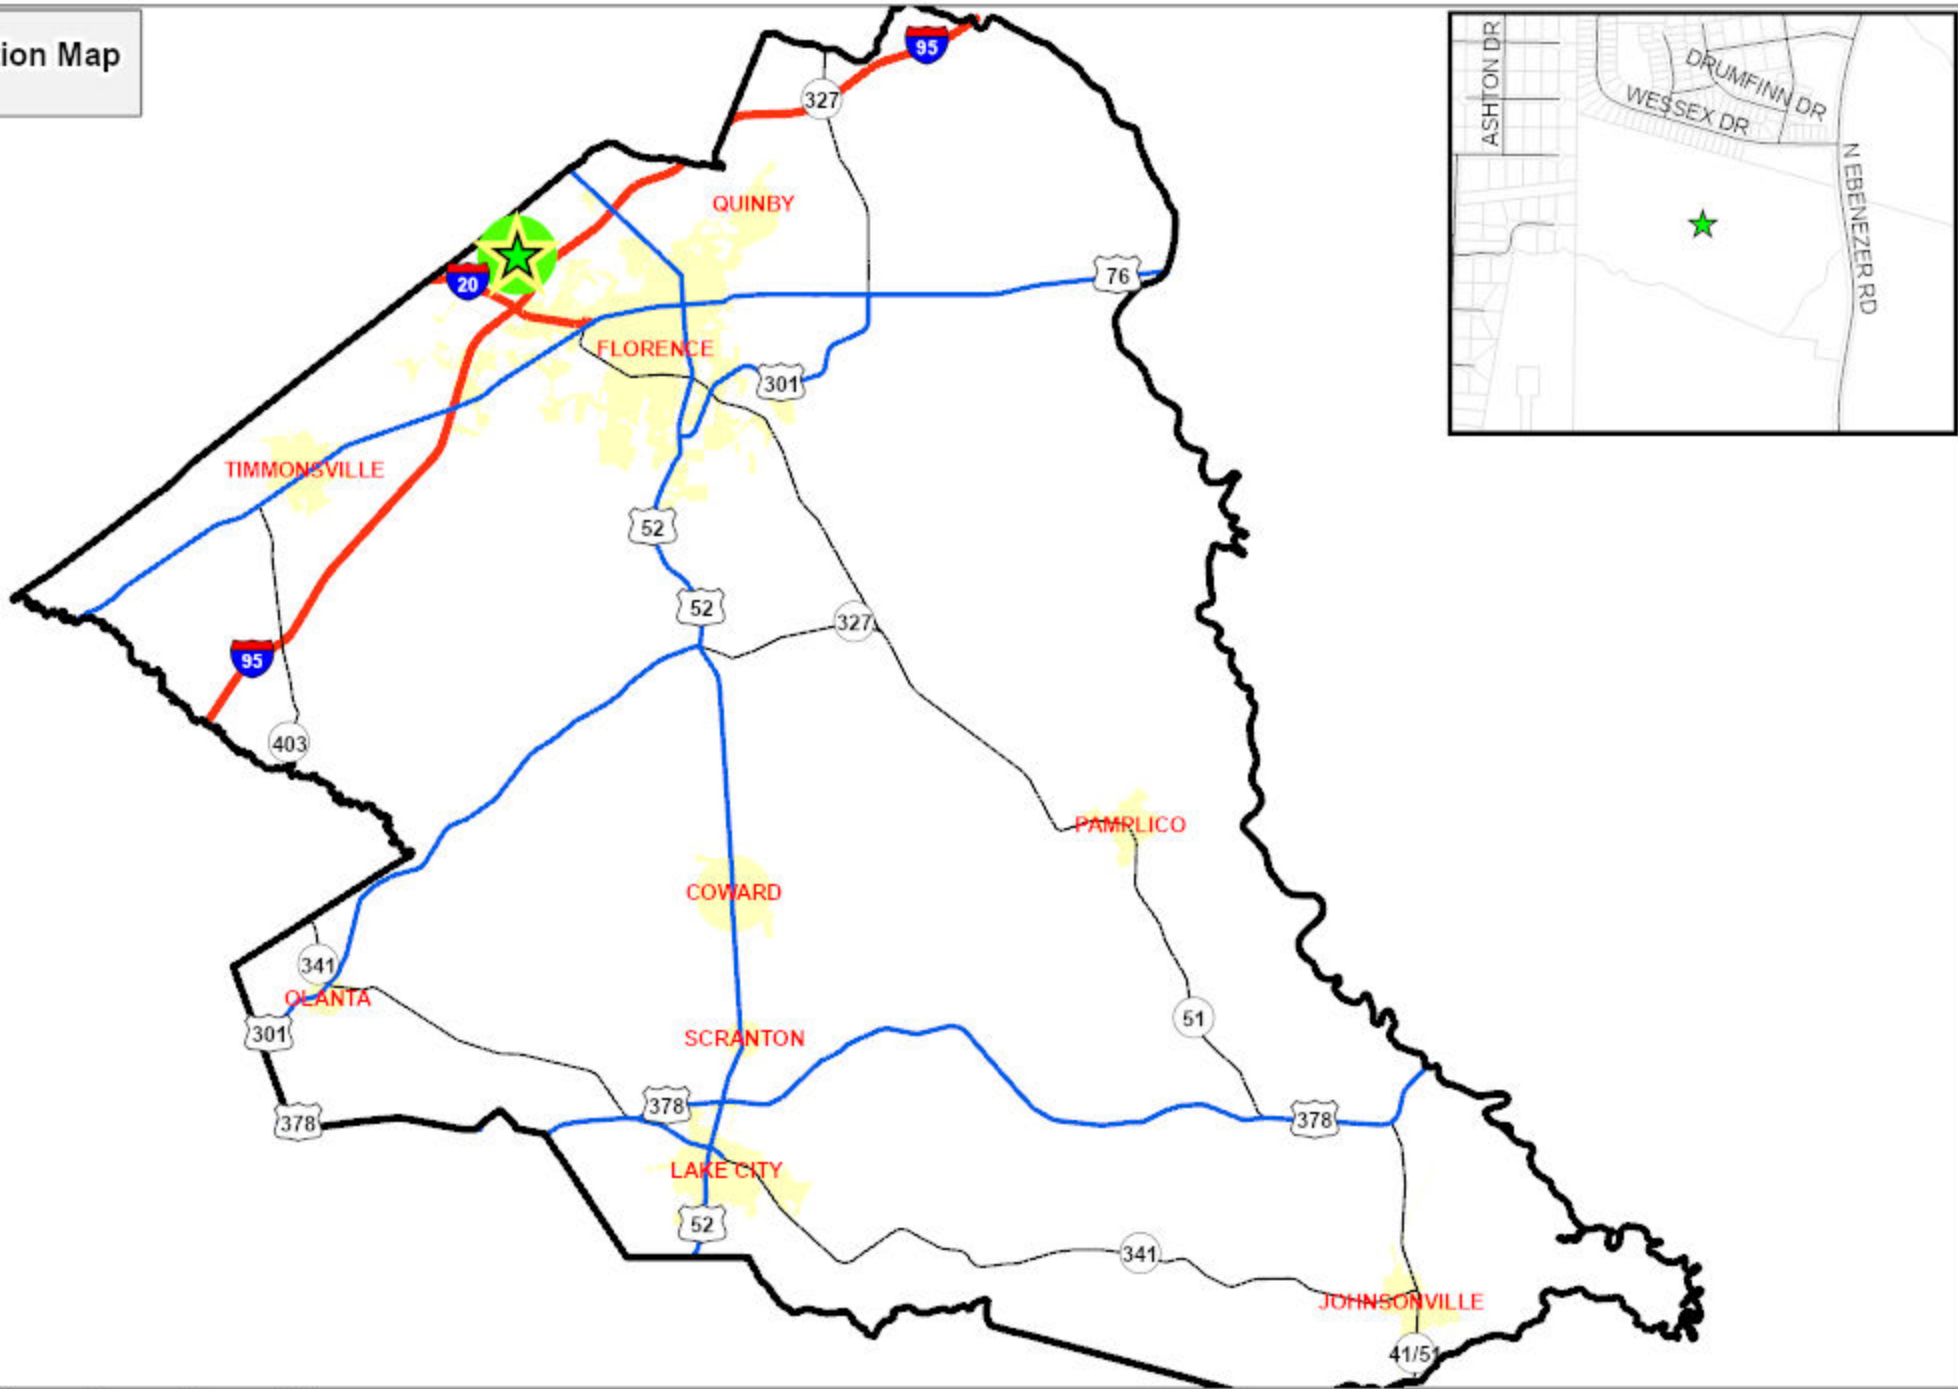 ion Map
95
327
ASHTON DR
DRUMFINN DR
WESSEX DR
N EBENEZER RD
QUINBY
20
76
FLORENCE
301
TIMMONSVILLE
52
52
327
95
403
PAMPLICO
COWARD
341
OLANTA
301
51
SCRANTON
378
378
378
LAKE CITY
52
341
JOHNSONVILLE
41/51